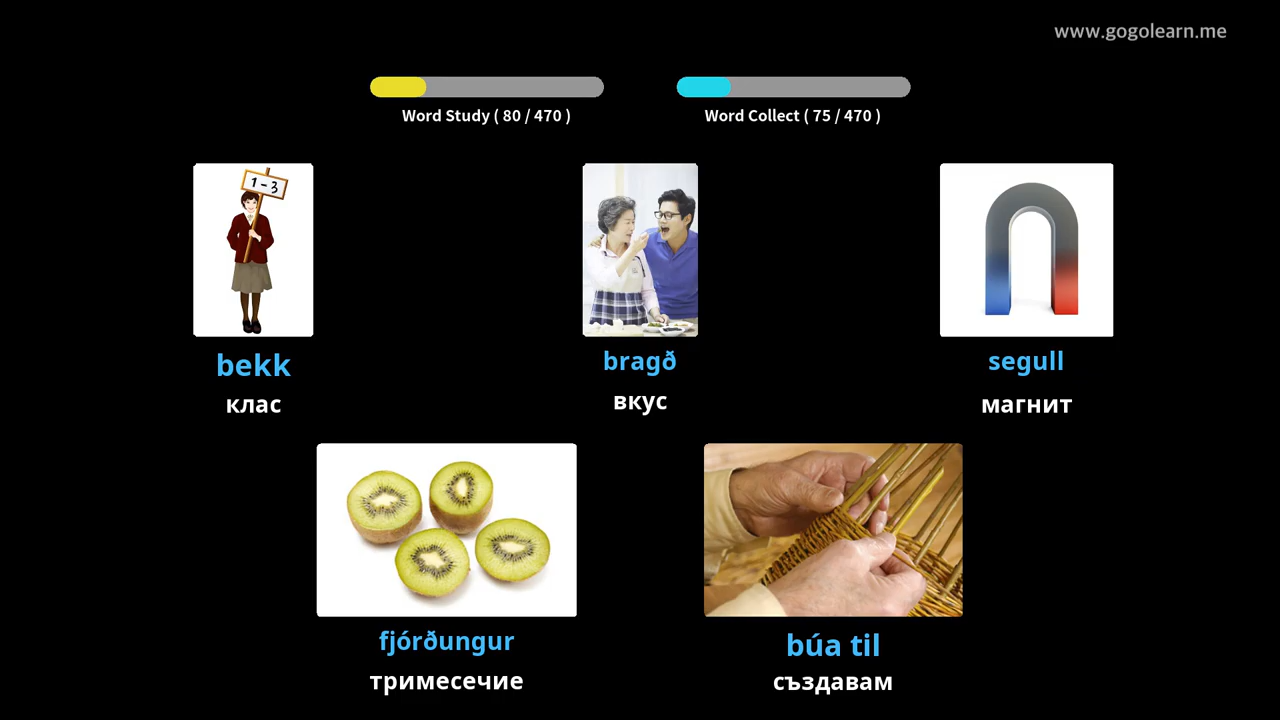 www.gogolearn.me
Word Study ( 80 / 470 )
Word Collect ( 75 / 470 )
1-3
bekk
клас
bragð
вкус
segull
магнит
fjórðungur
тримесечие
búa til
създавам